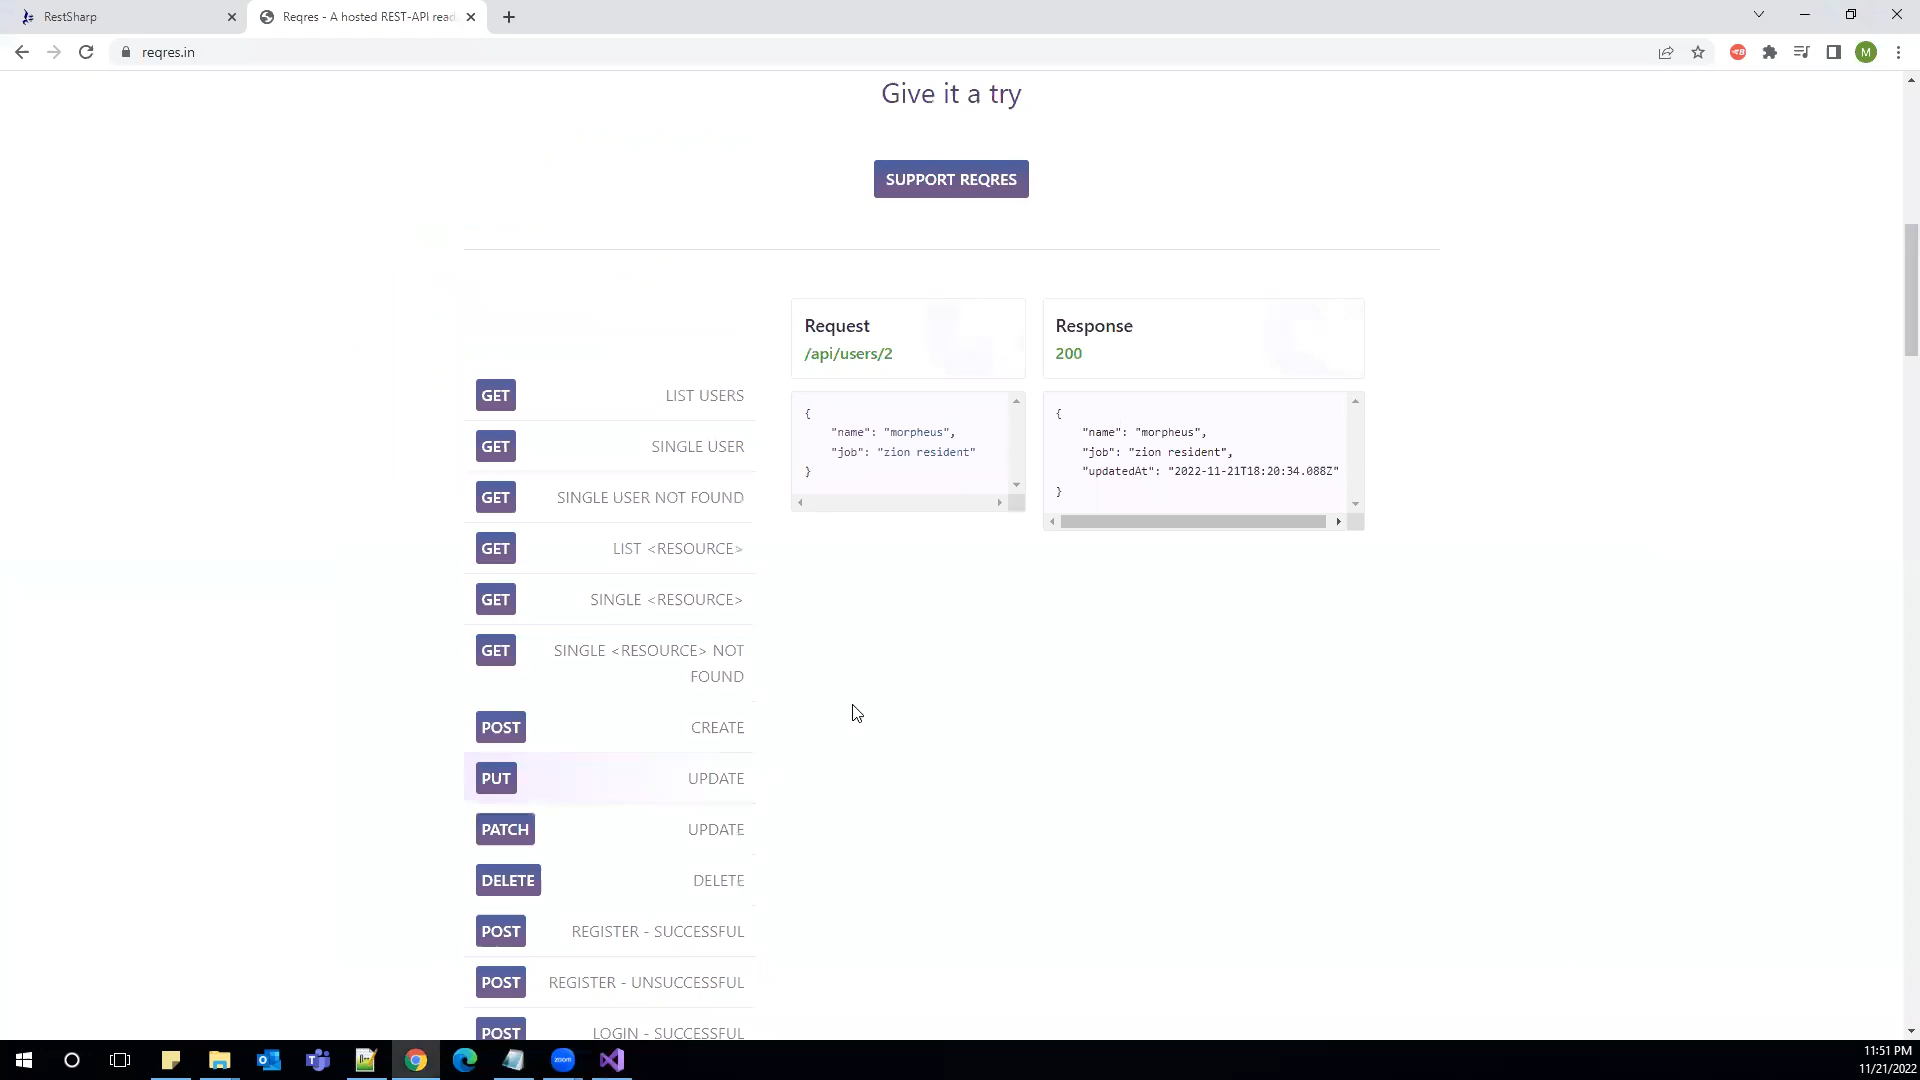 RestSharp
Reqres - A hosted REST-API read
reqres.in
M
Give it a try
SUPPORT REQRES
Request
/api/users/2
Response
200
{
"name": "morpheus",
"job": "zion resident"
}
{
"name": "morpheus",
"job": "zion resident",
"updatedAt": "2022-11-21T18:20:34.088Z"
}
GET LIST USERS
GET SINGLE USER
GET SINGLE USER NOT FOUND
GET LIST <RESOURCE>
GET SINGLE <RESOURCE>
GET SINGLE <RESOURCE> NOT
FOUND
POST CREATE
PUT UPDATE
PATCH UPDATE
DELETE DELETE
POST REGISTER - SUCCESSFUL
POST REGISTER - UNSUCCESSFUL
POST LOGIN - SUCCESSFUL
zoom
11:51 PM
11/21/2022